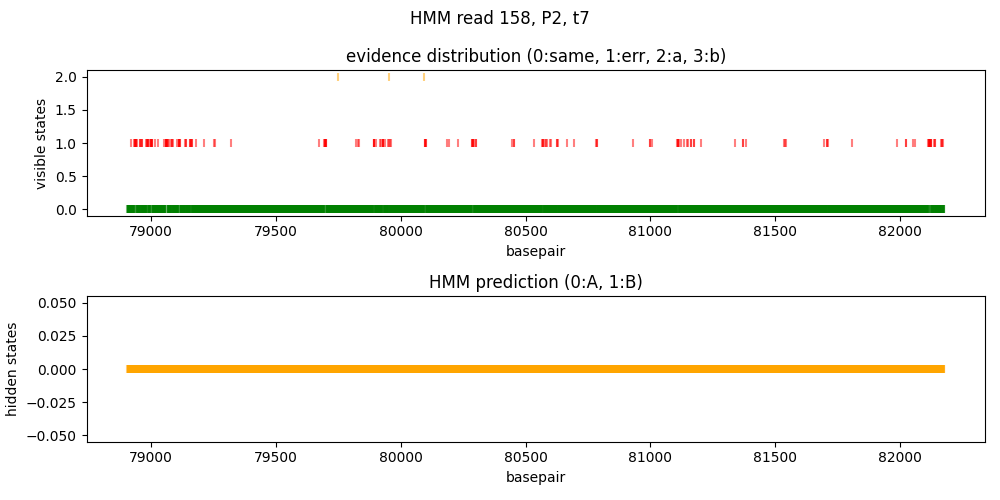 HMM read 158, P2, t7
evidence distribution (0:same, 1:err, 2:a, 3:b)
visible states
2.0
1.5
1.0
0.5
0.0
79000 79500 80000 80500 81000 81500 82000
basepair
HMM prediction (0:A, 1:B)
hidden states
0.050
0.025
0.000
−0.025
−0.050
79000 79500 80000 80500 81000 81500 82000
basepair